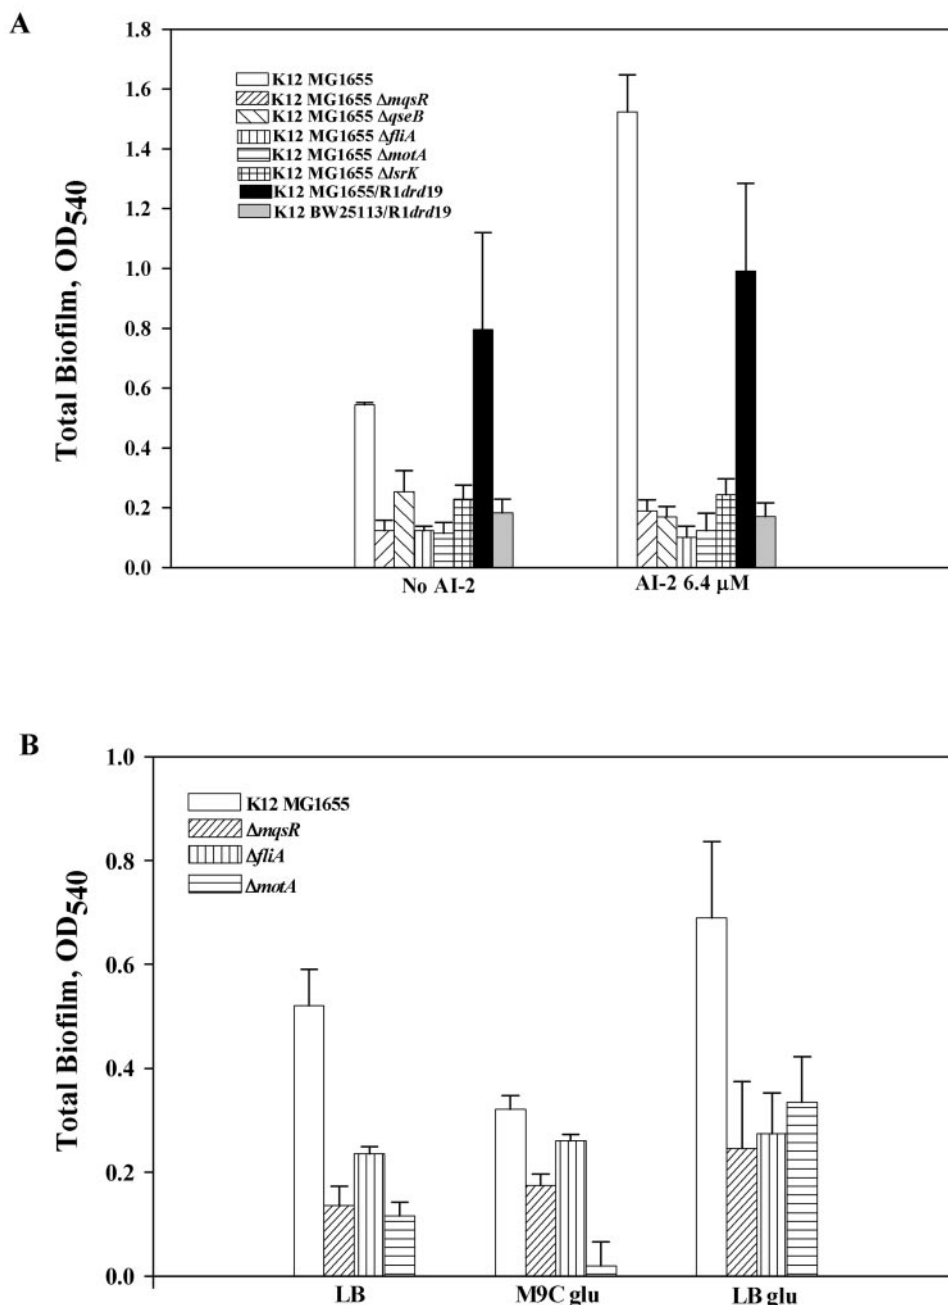 A
1.8
1.6
1.4
1.2
1.0
0.8
0.6
0.4
0.2
0.0
Total Biofilm, OD540
K12 MG1655
K12 MG1655 ΔmqsR
K12 MG1655 ΔqseB
K12 MG1655 ΔfliA
K12 MG1655 ΔmotA
K12 MG1655 ΔlsrK
K12 MG1655/R1drd19
K12 BW25113/R1drd19
No AI-2
AI-2 6.4 μM
B
1.0
0.8
0.6
0.4
0.2
0.0
Total Biofilm, OD540
K12 MG1655
ΔmqsR
ΔfliA
ΔmotA
LB
M9C glu
LB glu